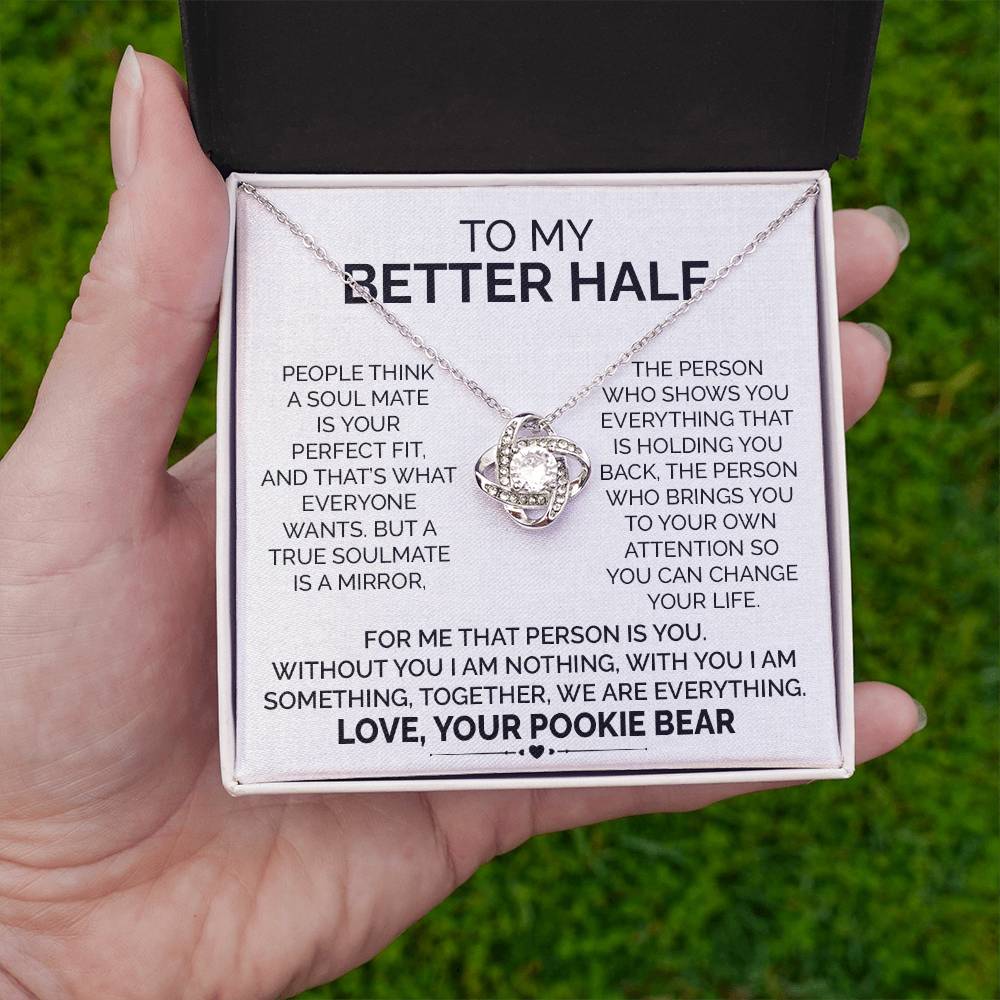 TO MY
BETTER HALF
PEOPLE THINK
A SOUL MATE
IS YOUR
PERFECT FIT,
AND THAT'S WHAT
EVERYONE
WANTS. BUT A
TRUE SOULMATE
IS A MIRROR,
THE PERSON
WHO SHOWS YOU
EVERYTHING THAT
IS HOLDING YOU
BACK, THE PERSON
WHO BRINGS YOU
TO YOUR OWN
ATTENTION SO
YOU CAN CHANGE
YOUR LIFE.
FOR ME THAT PERSON IS YOU.
WITHOUT YOU I AM NOTHING, WITH YOU I AM
SOMETHING, TOGETHER, WE ARE EVERYTHING.
LOVE, YOUR POOKIE BEAR